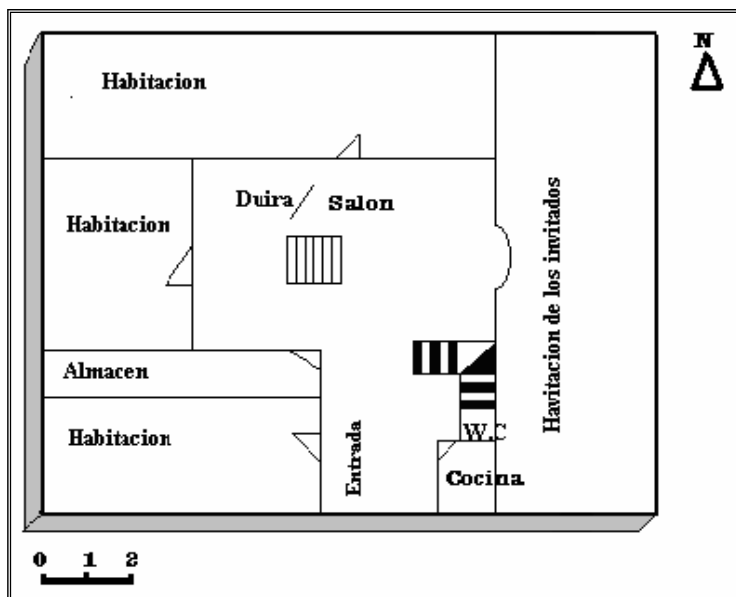 N
Habitacion
Duira/ Salon
Habitacion
Havitacion de los invitados
Almacen
Habitacion
Entrada
W.C
Cocina
0 1 2